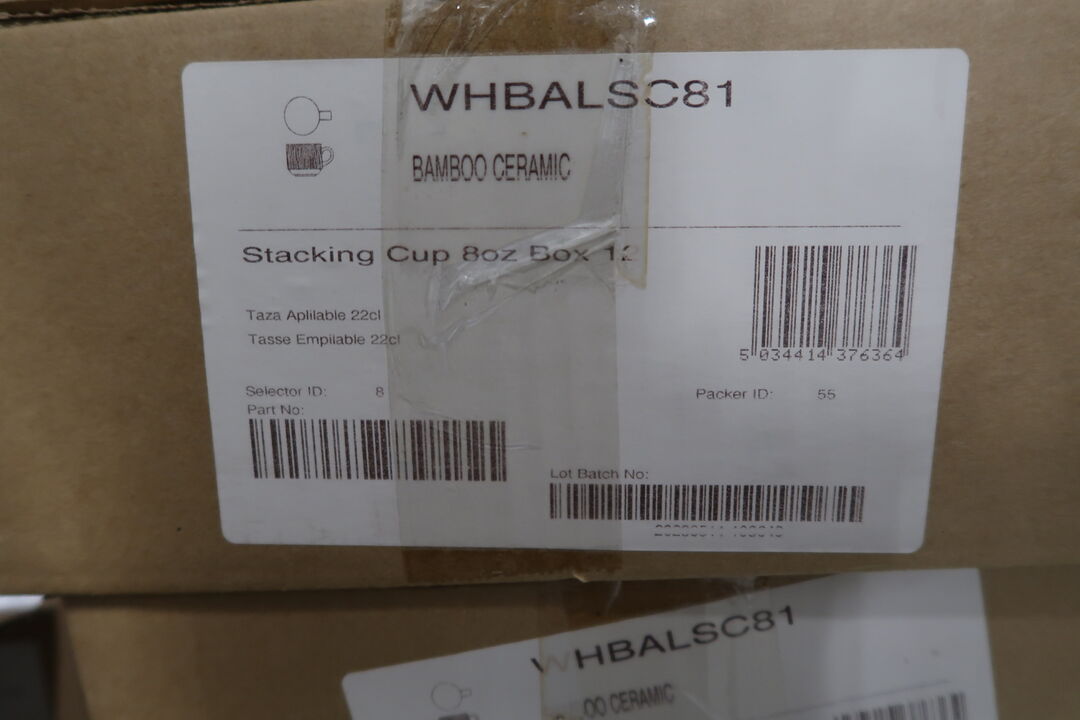 WHBALSC81
BAMBOO CERAMIC
Stacking Cup 8oz Box 12
Taza Aplilable 22cl
Tasse Empilable 22cl
5 034414 376364
Selector ID: 8
Packer ID: 55
Part No:
Lot Batch No:
WHBALSC81
OO CERAMIC